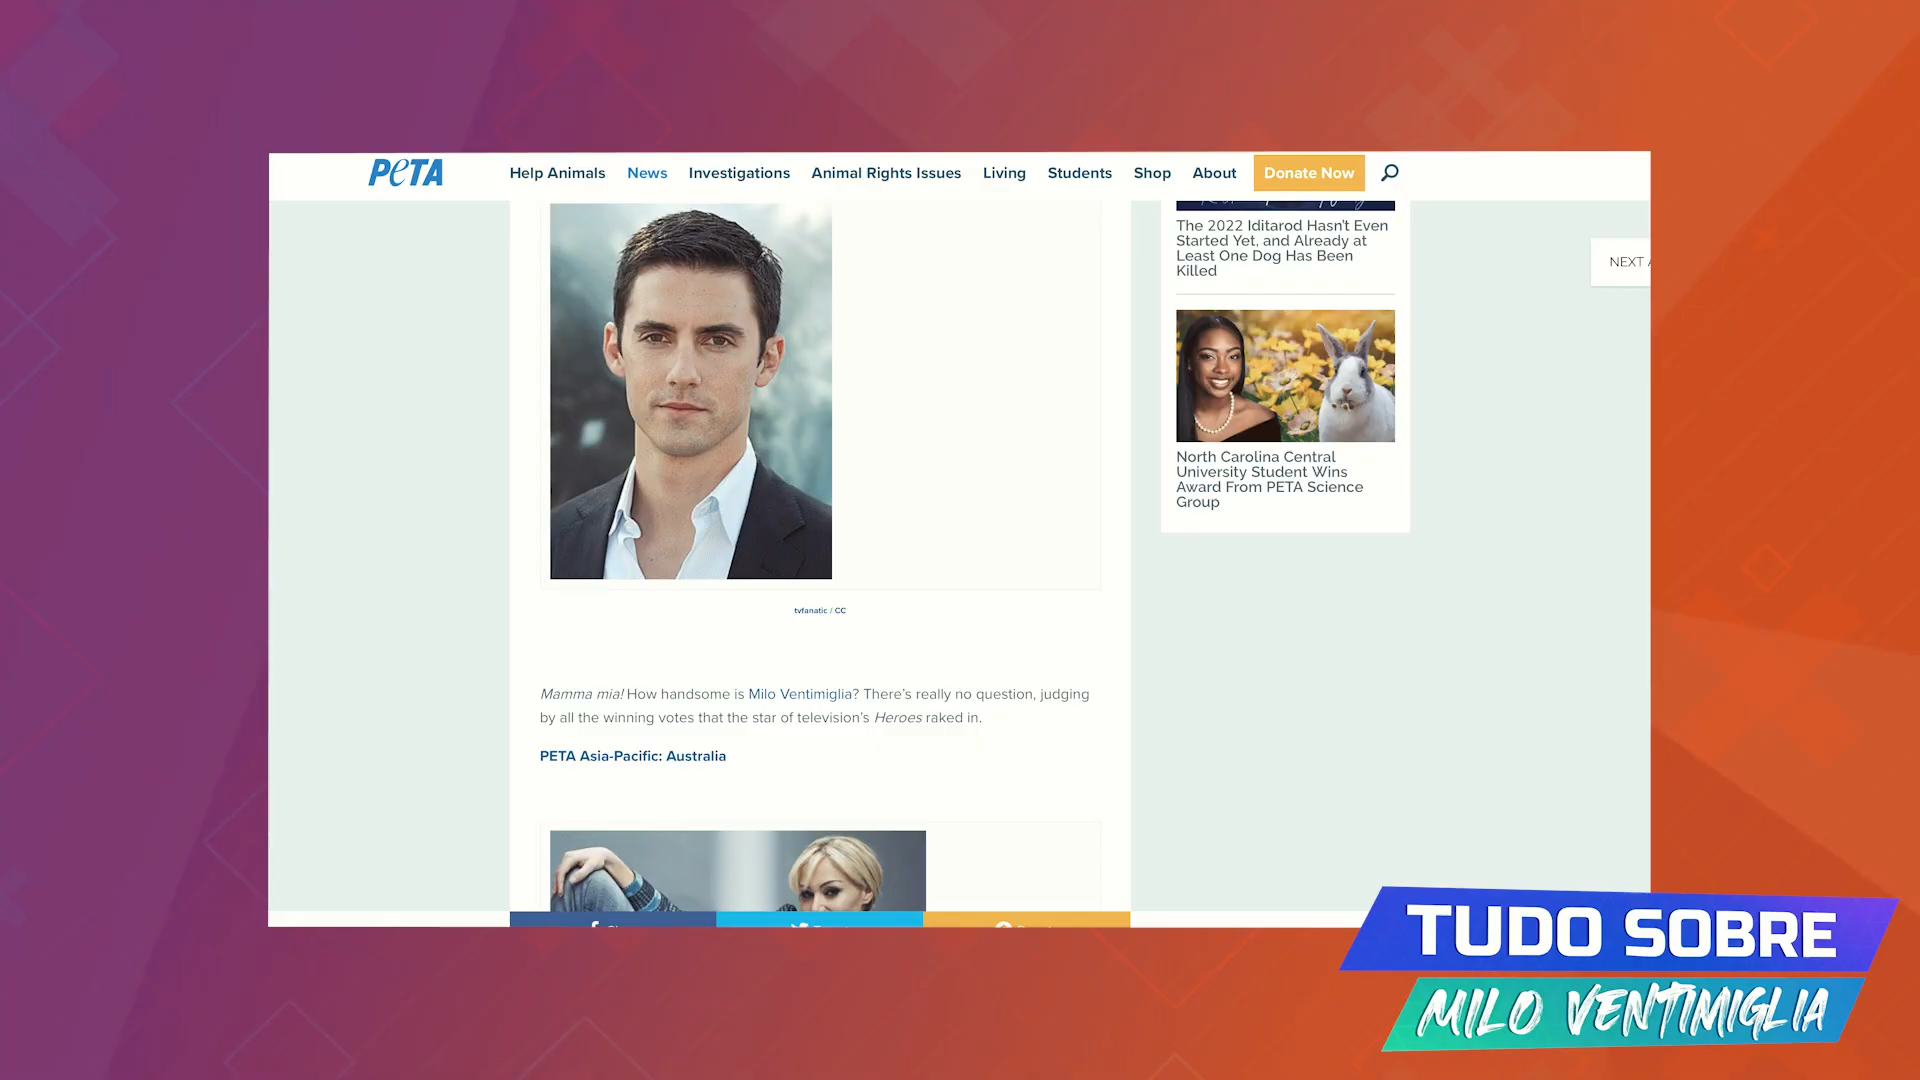 PETA
Help Animals News Investigations Animal Rights Issues Living Students Shop About Donate Now
The 2022 Iditarod Hasn't Even
Started Yet, and Already at
Least One Dog Has Been
Killed
NEXT
North Carolina Central
University Student Wins
Award From PETA Science
Group
tvfanatic / CC
Mamma mia! How handsome is Milo Ventimiglia? There's really no question, judging
by all the winning votes that the star of television's Heroes raked in.
PETA Asia-Pacific: Australia
TUDO SOBRE
MILO VENTIMIGLIA